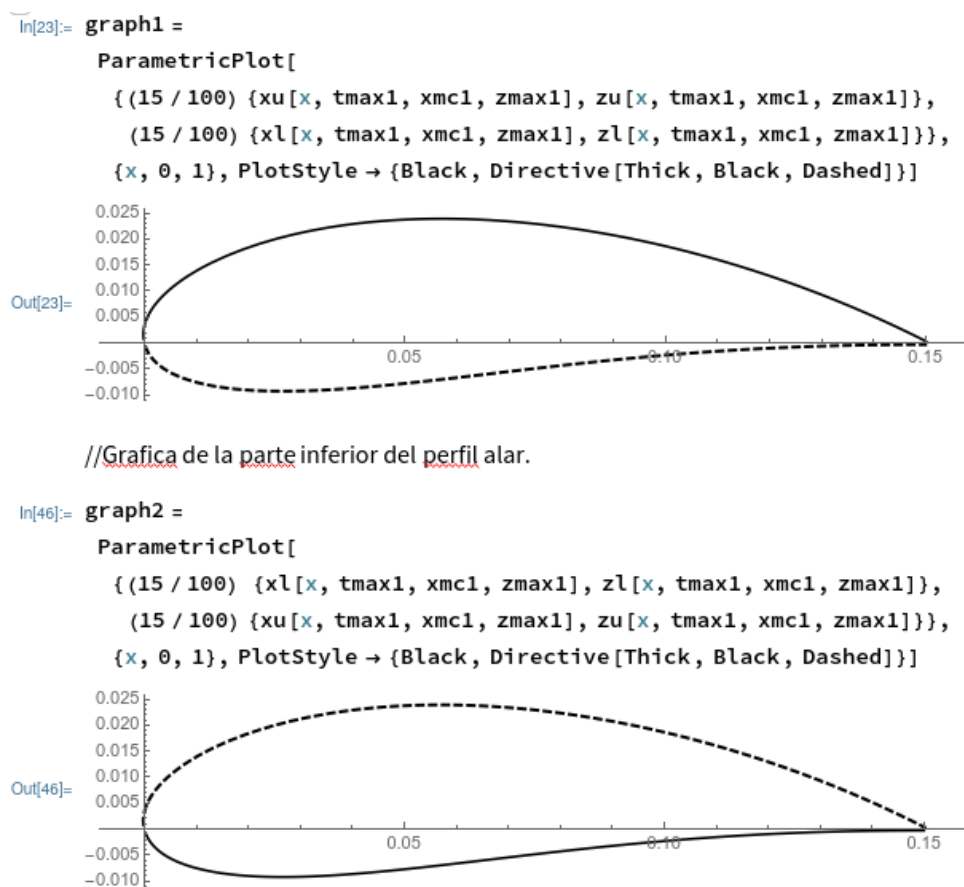 In[23]:= graph1 =
ParametricPlot[
{(15 / 100) {xu[x, tmax1, xmc1, zmax1], zu[x, tmax1, xmc1, zmax1]},
(15 / 100) {xl[x, tmax1, xmc1, zmax1], zl[x, tmax1, xmc1, zmax1]}},
{x, 0, 1}, PlotStyle → {Black, Directive[Thick, Black, Dashed]}]
0.025
0.020
0.015
0.010
Out[23]=
0.005
0.05 0.10 0.15
-0.005
-0.010
//Grafica de la parte inferior del perfil alar.
In[46]:= graph2 =
ParametricPlot[
{(15 / 100) {xl[x, tmax1, xmc1, zmax1], zl[x, tmax1, xmc1, zmax1]},
(15 / 100) {xu[x, tmax1, xmc1, zmax1], zu[x, tmax1, xmc1, zmax1]}},
{x, 0, 1}, PlotStyle → {Black, Directive[Thick, Black, Dashed]}]
0.025
0.020
0.015
0.010
Out[46]=
0.005
0.05 0.10 0.15
-0.005
-0.010